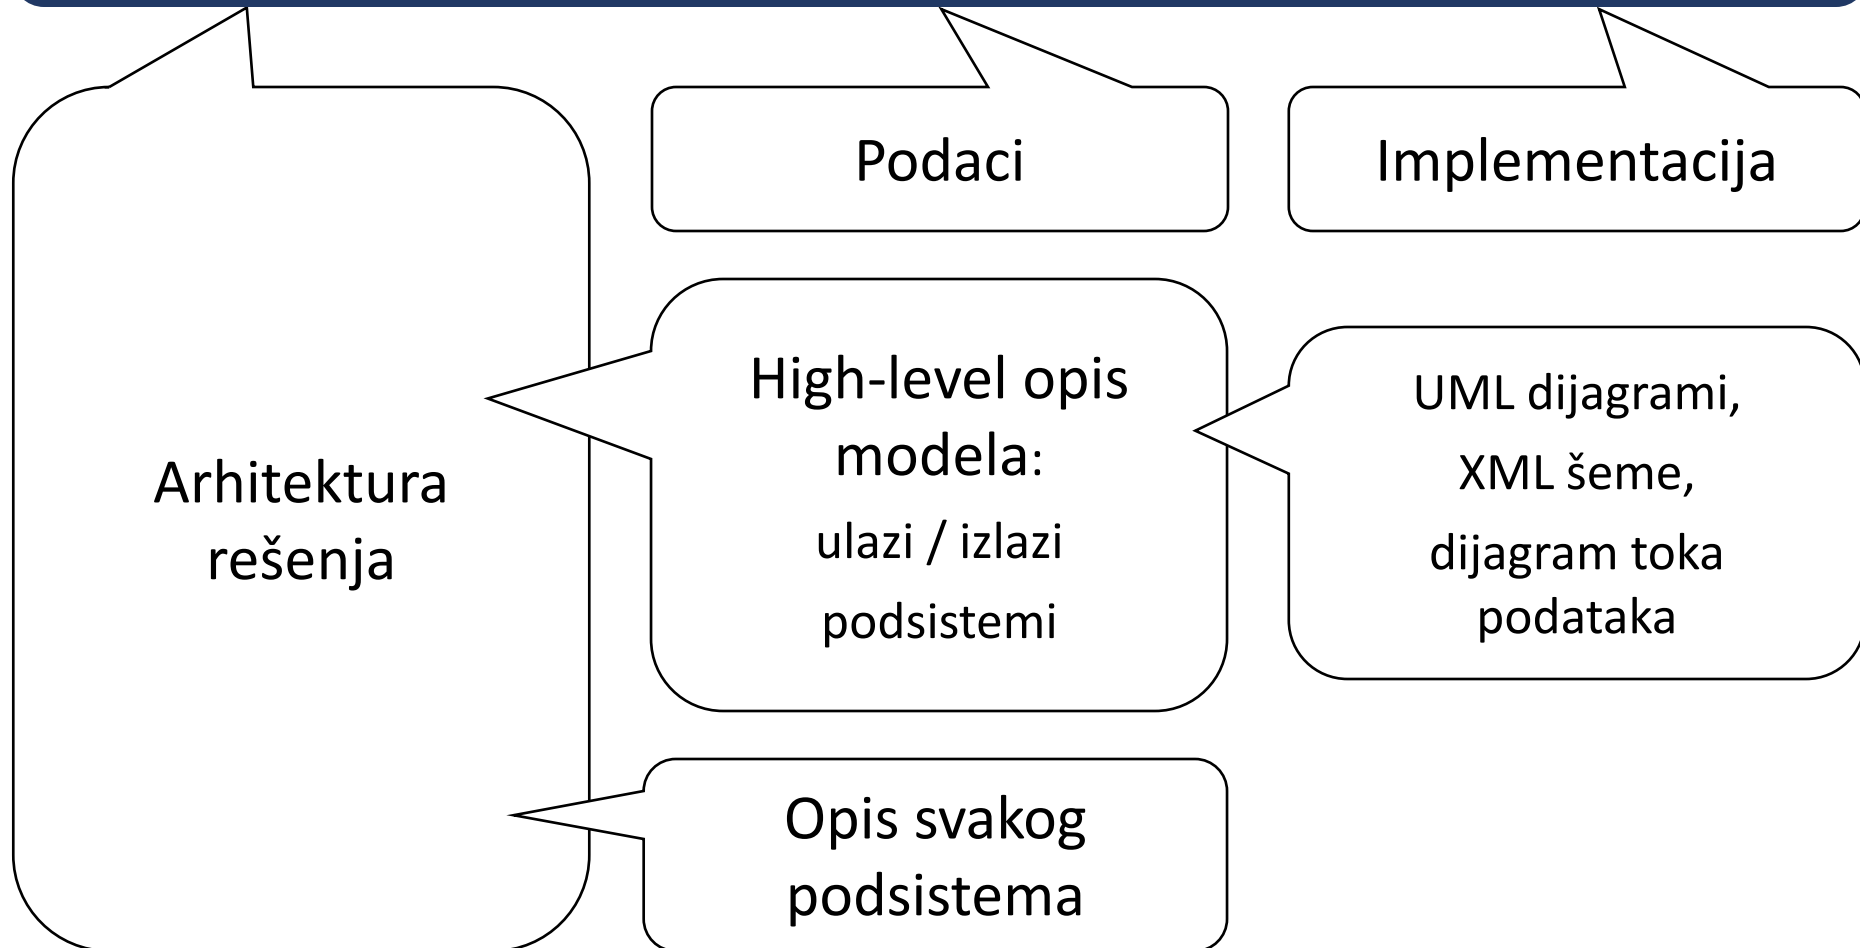 Podaci
Implementacija
Arhitektura
rešenja
High-level opis
modela:
ulazi / izlazi
podsistemi
UML dijagrami,
XML šeme,
dijagram toka
podataka
Opis svakog
podsistema